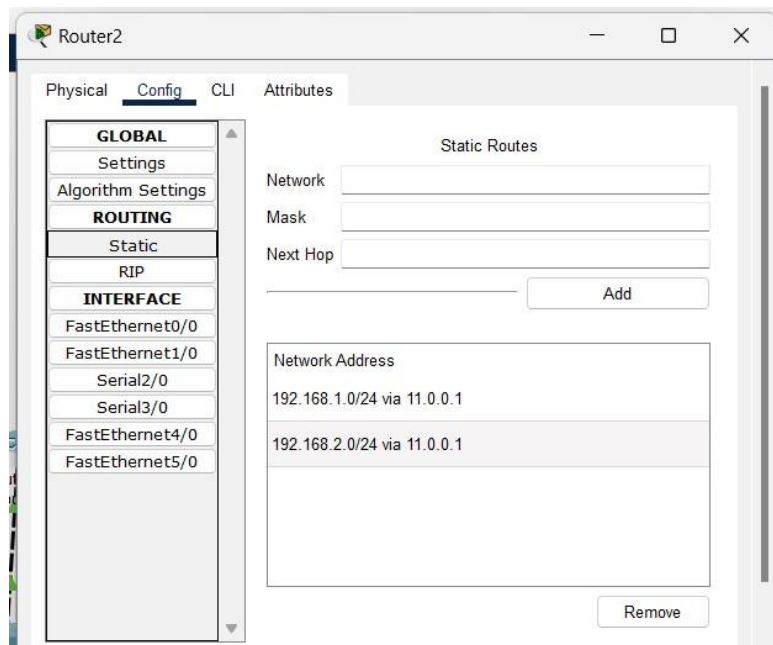 Router2
Physical Config CLI Attributes
GLOBAL
Settings
Algorithm Settings
ROUTING
Static
RIP
INTERFACE
FastEthernet0/0
FastEthernet1/0
Serial2/0
Serial3/0
FastEthernet4/0
FastEthernet5/0
Static Routes
Network
Mask
Next Hop
Add
Network Address
192.168.1.0/24 via 11.0.0.1
192.168.2.0/24 via 11.0.0.1
Remove